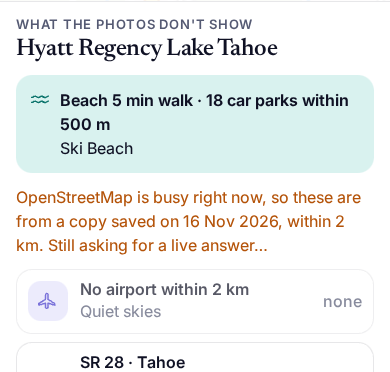 WHAT THE PHOTOS DON'T SHOW
Hyatt Regency Lake Tahoe
Beach 5 min walk · 18 car parks within
500 m
Ski Beach
OpenStreetMap is busy right now, so these are
from a copy saved on 16 Nov 2026, within 2
km. Still asking for a live answer…
No airport within 2 km
Quiet skies
none
SR 28 · Tahoe